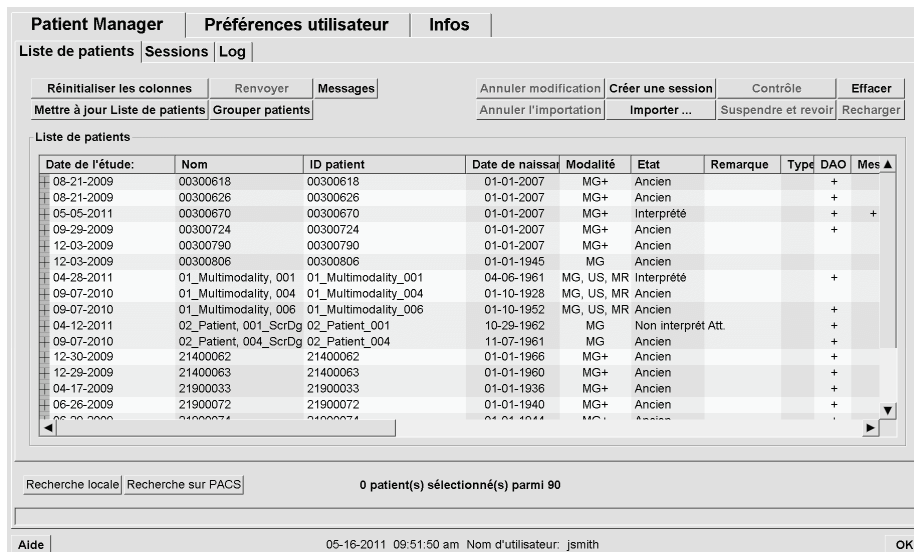 Patient Manager Préférences utilisateur Infos
Liste de patients Sessions Log
Réinitialiser les colonnes Renvoyer Messages Annuler modification Créer une session Contrôle Effacer
Mettre à jour Liste de patients Grouper patients Annuler l'importation Importer ... Suspendre et revoir Recharger
Liste de patients
Date de l'étude: Nom ID patient Date de naissar Modalité Etat Remarque Type DAO Mes
08-21-2009 00300618 00300618 01-01-2007 MG+ Ancien +
08-21-2009 00300626 00300626 01-01-2007 MG+ Ancien +
05-05-2011 00300670 00300670 01-01-2007 MG+ Interprété + +
09-29-2009 00300724 00300724 01-01-2007 MG+ Ancien +
12-03-2009 00300790 00300790 01-01-2007 MG+ Ancien
12-03-2009 00300806 00300806 01-01-1945 MG Ancien
04-28-2011 01_Multimodality, 001 01_Multimodality_001 04-06-1961 MG, US, MR Interprété +
09-07-2010 01_Multimodality, 004 01_Multimodality_004 01-10-1928 MG, US, MR Ancien
09-07-2010 01_Multimodality, 006 01_Multimodality_006 01-10-1952 MG, US, MR Ancien +
04-12-2011 02_Patient, 001_ScrDg 02_Patient_001 10-29-1962 MG Non interprét Att. +
09-07-2010 02_Patient, 004_ScrDg 02_Patient_004 11-07-1961 MG Ancien +
12-30-2009 21400062 21400062 01-01-1966 MG+ Ancien +
12-29-2009 21400063 21400063 01-01-1960 MG+ Ancien +
04-17-2009 21900033 21900033 01-01-1936 MG+ Ancien +
06-26-2009 21900072 21900072 01-01-1940 MG+ Ancien +
Recherche locale Recherche sur PACS 0 patient(s) sélectionné(s) parmi 90
Aide 05-16-2011 09:51:50 am Nom d'utilisateur: jsmith OK